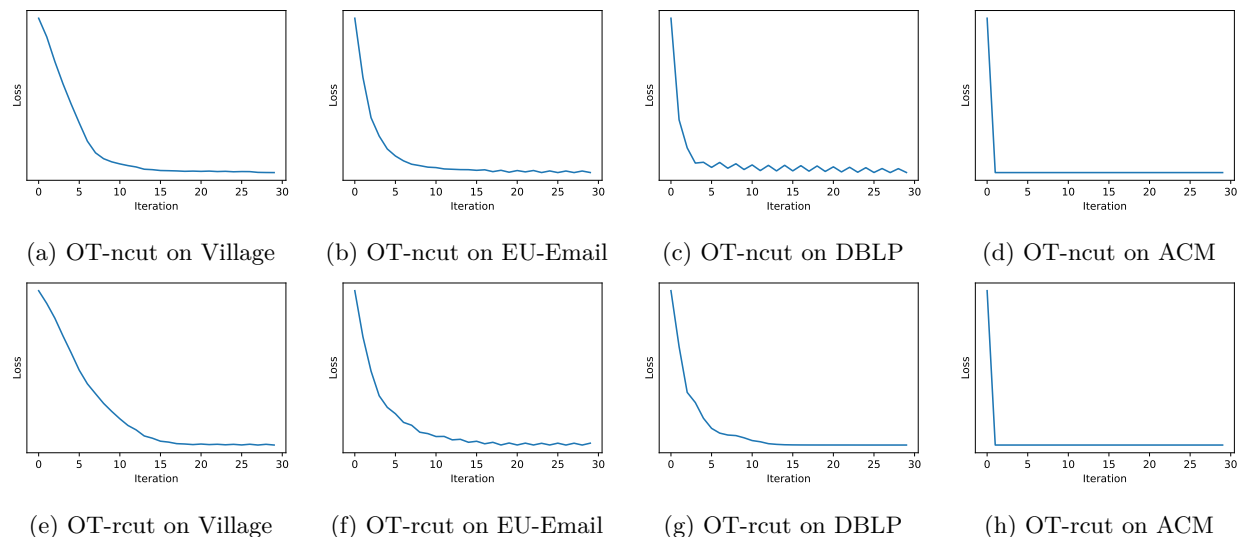 Loss Loss Loss Loss
0 5 10 15 20 25 30 0 5 10 15 20 25 30 0 5 10 15 20 25 30 0 5 10 15 20 25 30
Iteration Iteration Iteration Iteration
(a) OT-ncut on Village (b) OT-ncut on EU-Email (c) OT-ncut on DBLP (d) OT-ncut on ACM
Loss Loss Loss Loss
0 5 10 15 20 25 30 0 5 10 15 20 25 30 0 5 10 15 20 25 30 0 5 10 15 20 25 30
Iteration Iteration Iteration Iteration
(e) OT-rcut on Village (f) OT-rcut on EU-Email (g) OT-rcut on DBLP (h) OT-rcut on ACM